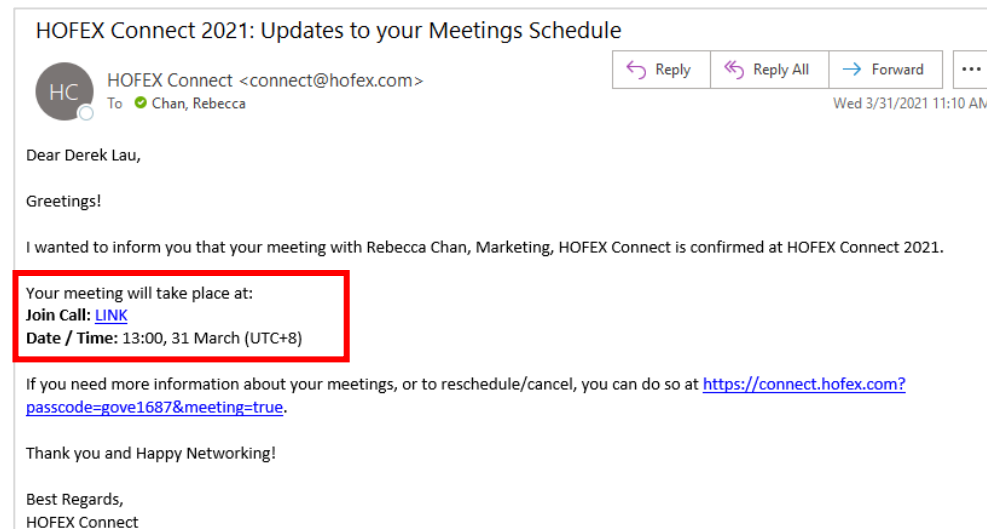 HOFEX Connect 2021: Updates to your Meetings Schedule
HC
HOFEX Connect <connect@hofex.com>
To Chan, Rebecca
Reply
Reply All
Forward
...
Wed 3/31/2021 11:10 AM
Dear Derek Lau,
Greetings!
I wanted to inform you that your meeting with Rebecca Chan, Marketing, HOFEX Connect is confirmed at HOFEX Connect 2021.
Your meeting will take place at:
Join Call: LINK
Date / Time: 13:00, 31 March (UTC+8)
If you need more information about your meetings, or to reschedule/cancel, you can do so at https://connect.hofex.com?
passcode=gove1687&meeting=true.
Thank you and Happy Networking!
Best Regards,
HOFEX Connect